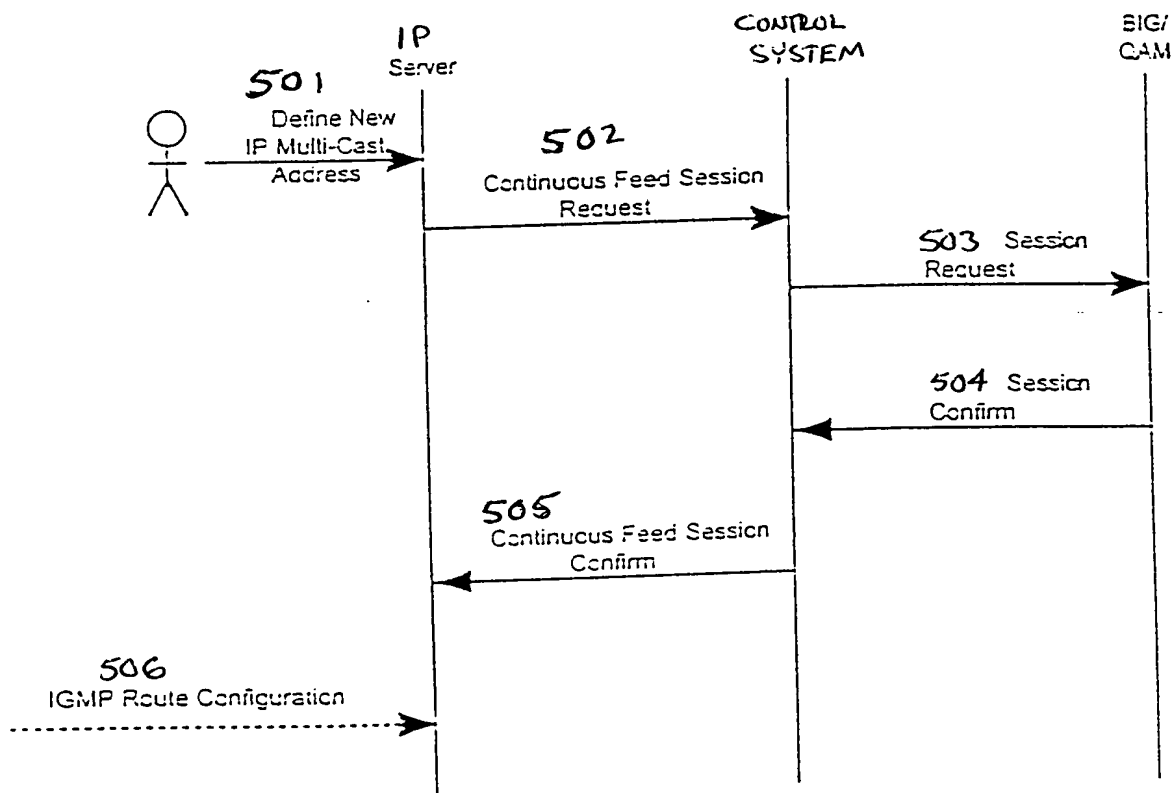 IP
Server
CONTROL
SYSTEM
BIG/
CAM
501
Define New
IP Multi-Cast
Address
502
Continuous Feed Session
Request
503 Session
Request
504 Session
Confirm
505
Continuous Feed Session
Confirm
506
IGMP Route Configuration